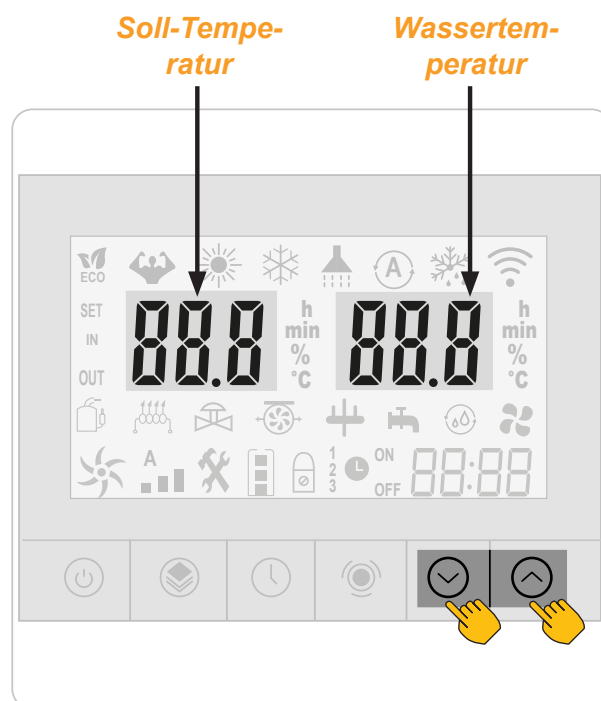 Soll-Tempe-
ratur
Wassertem-
peratur
ECO
A
SET
IN
OUT
88.8
h
min
%
°C
88.8
h
min
%
°C
A
1
2
3
ON
OFF
88:88